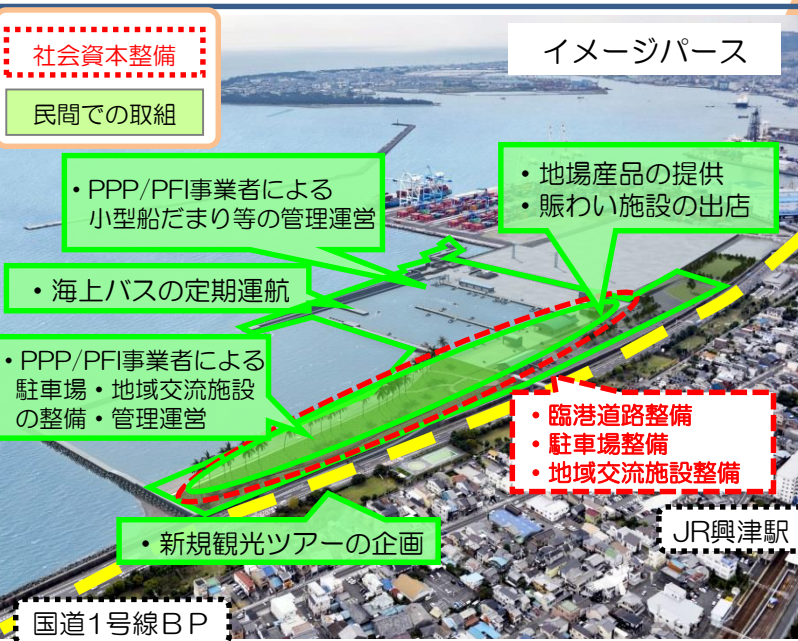 社会資本整備
民間での取組
イメージパース
・PPP/PFI事業者による
小型船だまり等の管理運営
・地場産品の提供
・賑わい施設の出店
・海上バスの定期運航
・PPP/PFI事業者による
駐車場・地域交流施設
の整備・管理運営
・臨港道路整備
・駐車場整備
・地域交流施設整備
・新規観光ツアーの企画
JR興津駅
国道1号線BP